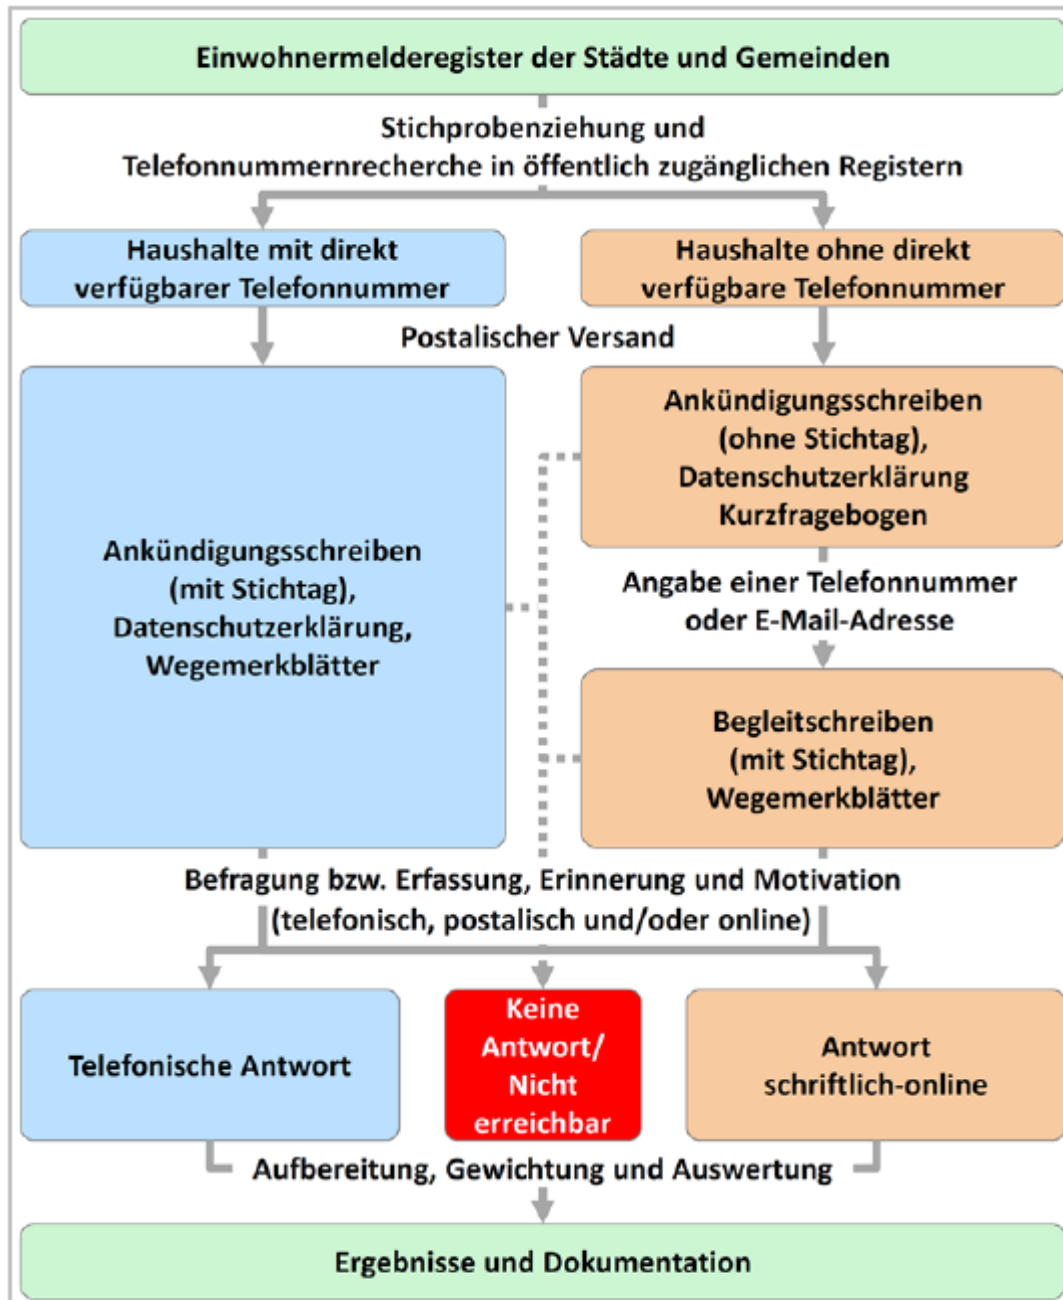 Einwohnermelderegister der Städte und Gemeinden
Stichprobenziehung und
Telefonnummernrecherche in öffentlich zugänglichen Registern
Haushalte mit direkt
verfügbarer Telefonnummer
Haushalte ohne direkt
verfügbare Telefonnummer
Postalischer Versand
Ankündigungsschreiben
(mit Stichtag),
Datenschutzerklärung,
Wegemerkblätter
Ankündigungsschreiben
(ohne Stichtag),
Datenschutzerklärung
Kurzfragebogen
Angabe einer Telefonnummer
oder E-Mail-Adresse
Begleitschreiben
(mit Stichtag),
Wegemerkblätter
Befragung bzw. Erfassung, Erinnerung und Motivation
(telefonisch, postalisch und/oder online)
Telefonische Antwort
Keine
Antwort/
Nicht
erreichbar
Antwort
schriftlich-online
Aufbereitung, Gewichtung und Auswertung
Ergebnisse und Dokumentation